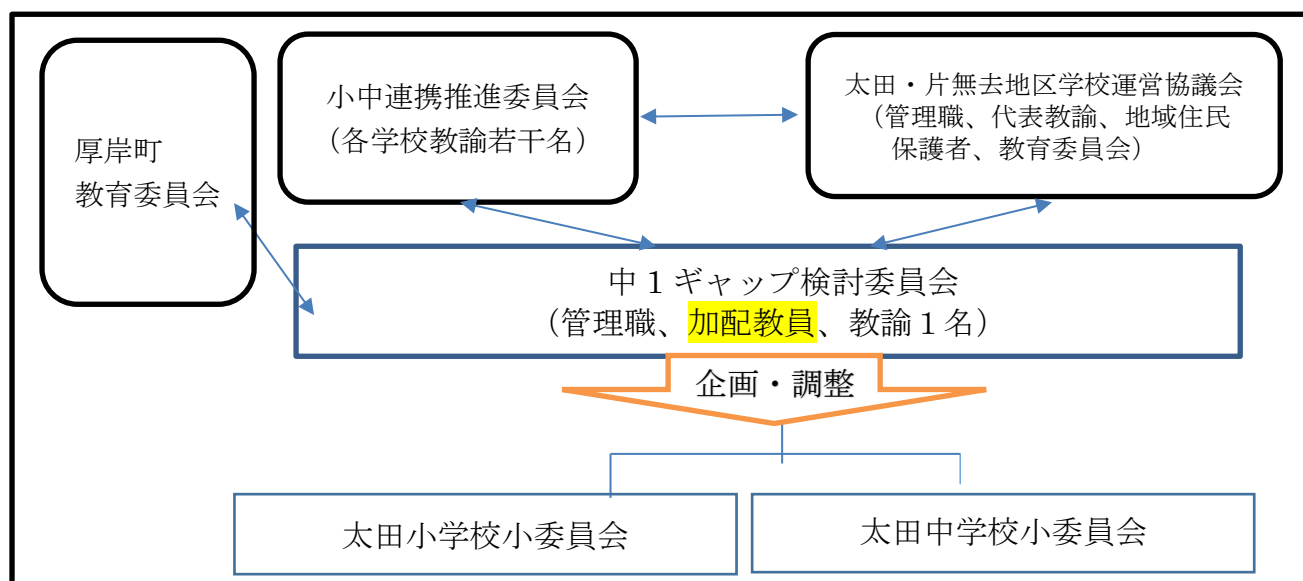 厚岸町
教育委員会
小中連携推進委員会
(各学校教諭若干名)
太田・片無去地区学校運営協議会
(管理職、代表教諭、地域住民
保護者、教育委員会)
中1ギャップ検討委員会
(管理職、加配教員、教諭1名)
企画・調整
太田小学校小委員会
太田中学校小委員会